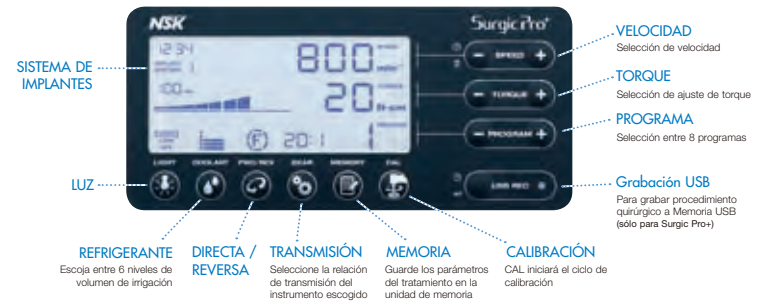 NSK
Surgic Pro+
12:34
800
100
20
20:1
1
F
SPEED
TORQUE
PROGRAM
USB REC
LIGHT
COOLANT
FWD/REV
GEAR
MEMORY
CAL
SISTEMA DE
IMPLANTES
LUZ
VELOCIDAD
Selección de velocidad
TORQUE
Selección de ajuste de torque
PROGRAMA
Selección entre 8 programas
Grabación USB
Para grabar procedimiento
quirúrgico a Memoria USB
(sólo para Surgic Pro+)
REFRIGERANTE
Escoja entre 6 niveles de
volumen de irrigación
DIRECTA /
REVERSA
TRANSMISIÓN
Seleccione la relación
de transmisión del
instrumento escogido
MEMORIA
Guarde los parámetros
del tratamiento en la
unidad de memoria
CALIBRACIÓN
CAL iniciará el ciclo de
calibración